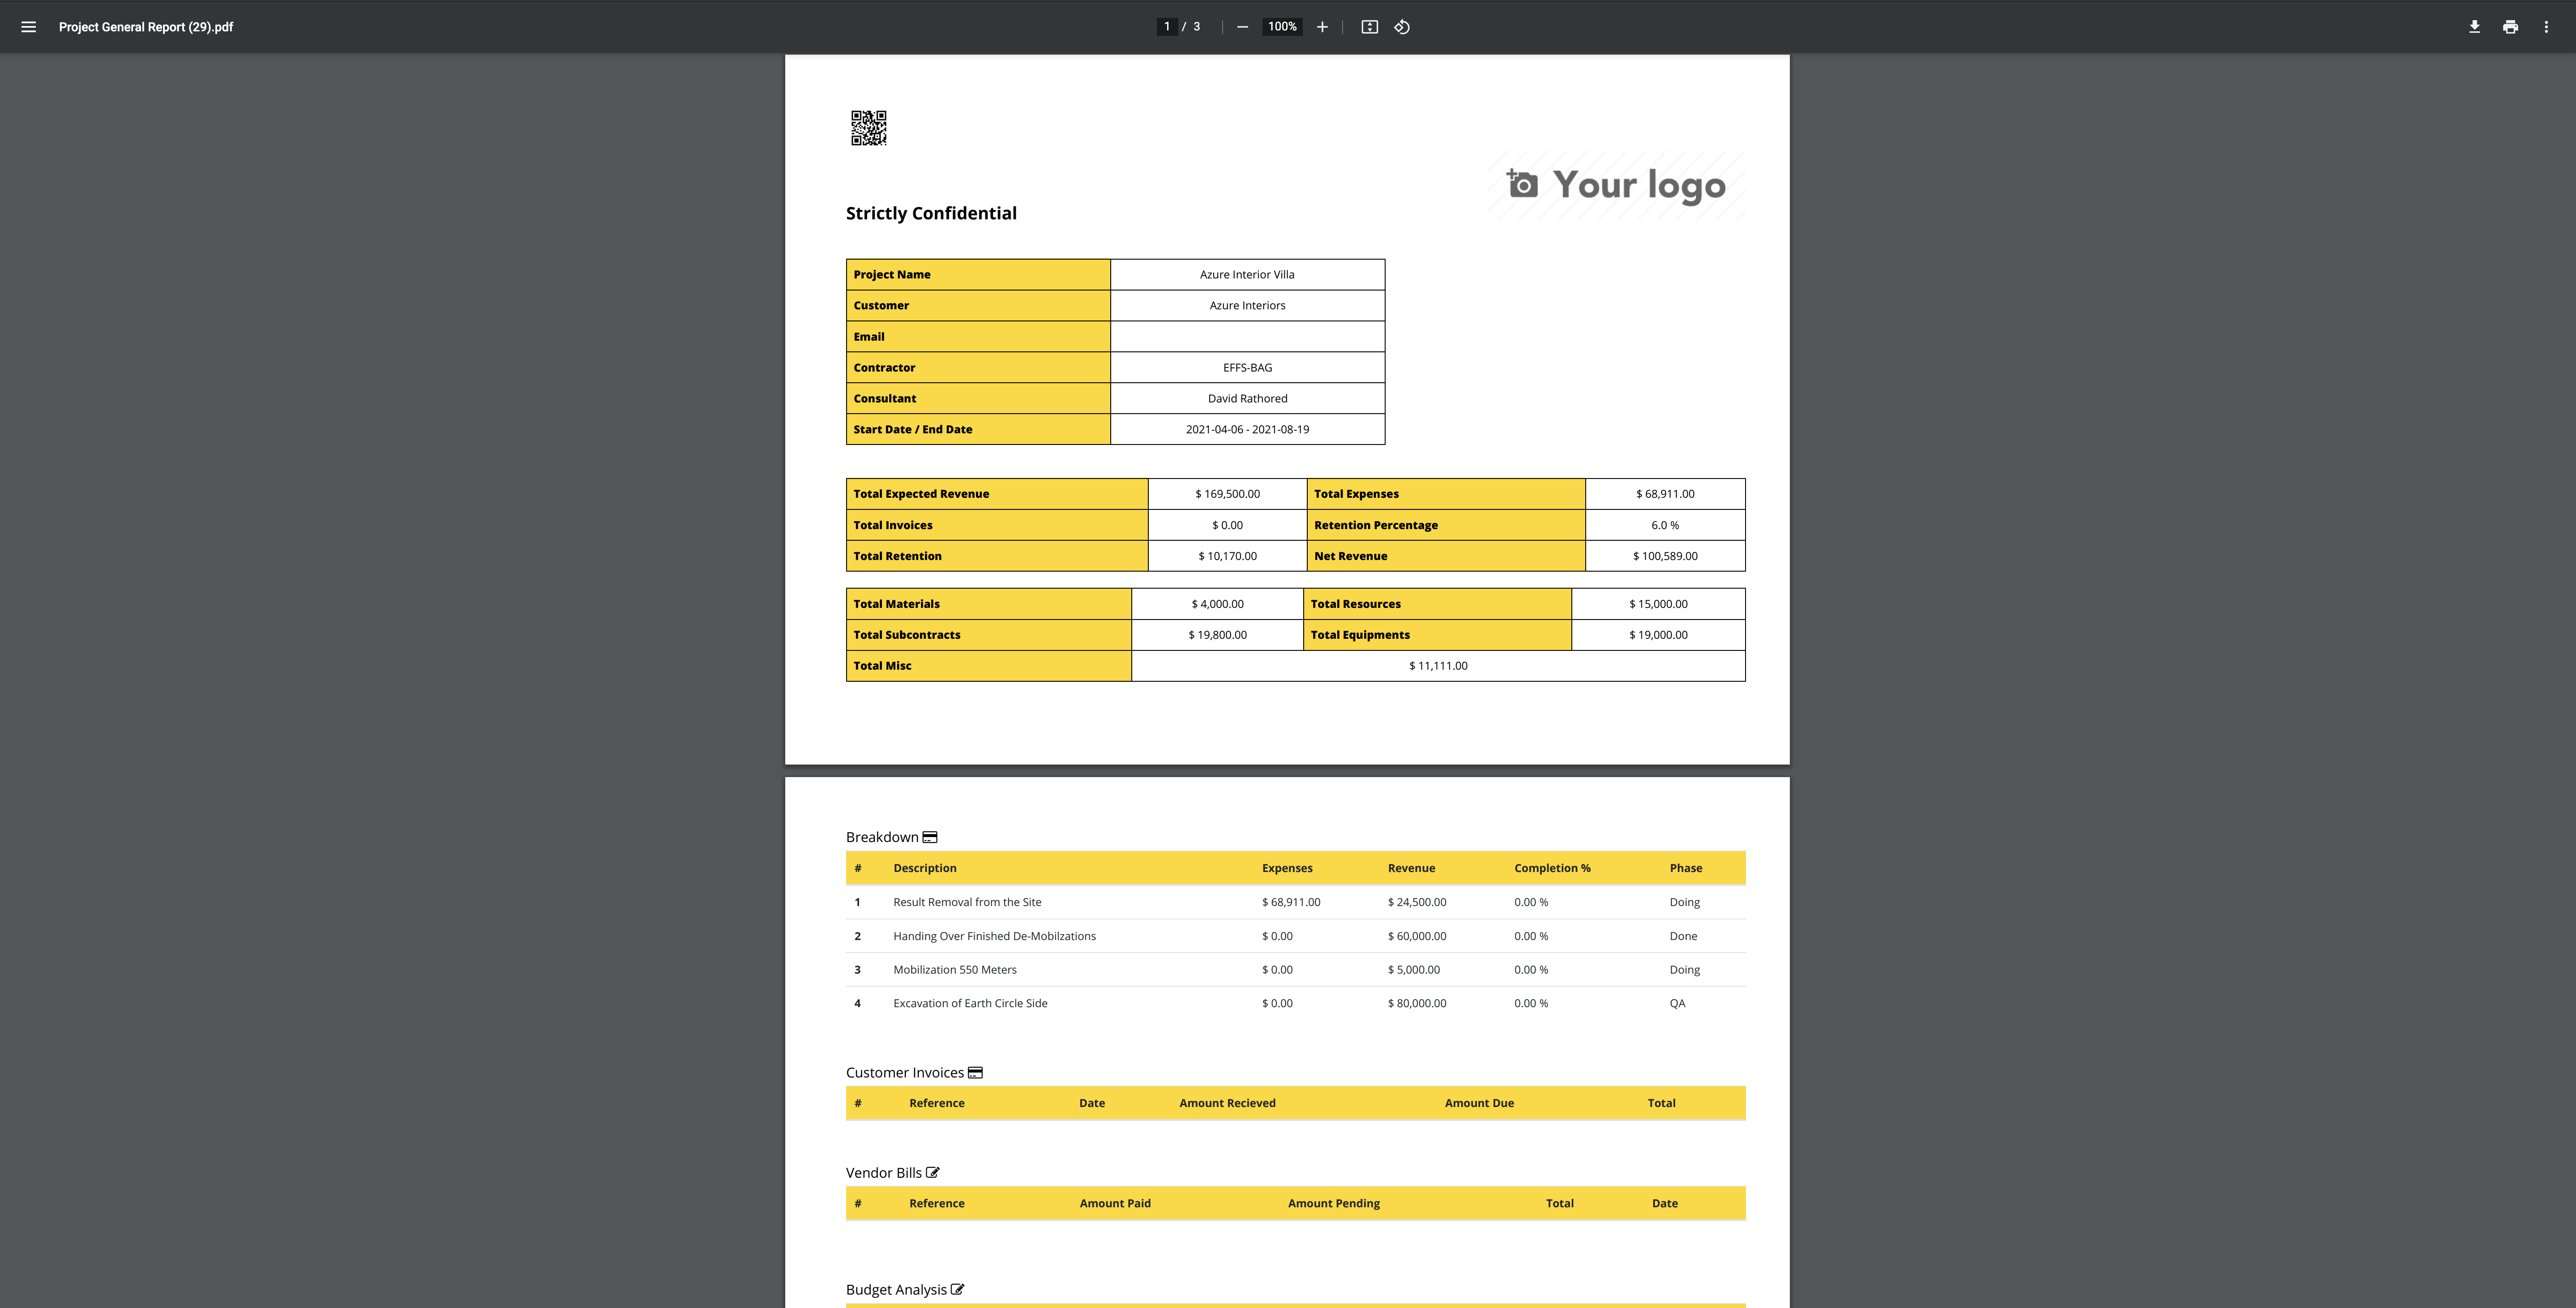 Project General Report (29).pdf
1 / 3
100%
Your logo
Strictly Confidential
Project Name Azure Interior Villa
Customer Azure Interiors
Email
Contractor EFFS-BAG
Consultant David Rathored
Start Date / End Date 2021-04-06 - 2021-08-19
Total Expected Revenue $ 169,500.00 Total Expenses $ 68,911.00
Total Invoices $ 0.00 Retention Percentage 6.0 %
Total Retention $ 10,170.00 Net Revenue $ 100,589.00
Total Materials $ 4,000.00 Total Resources $ 15,000.00
Total Subcontracts $ 19,800.00 Total Equipments $ 19,000.00
Total Misc $ 11,111.00
Breakdown
# Description Expenses Revenue Completion % Phase
1 Result Removal from the Site $ 68,911.00 $ 24,500.00 0.00 % Doing
2 Handing Over Finished De-Mobilzations $ 0.00 $ 60,000.00 0.00 % Done
3 Mobilization 550 Meters $ 0.00 $ 5,000.00 0.00 % Doing
4 Excavation of Earth Circle Side $ 0.00 $ 80,000.00 0.00 % QA
Customer Invoices
# Reference Date Amount Recieved Amount Due Total
Vendor Bills
# Reference Amount Paid Amount Pending Total Date
Budget Analysis